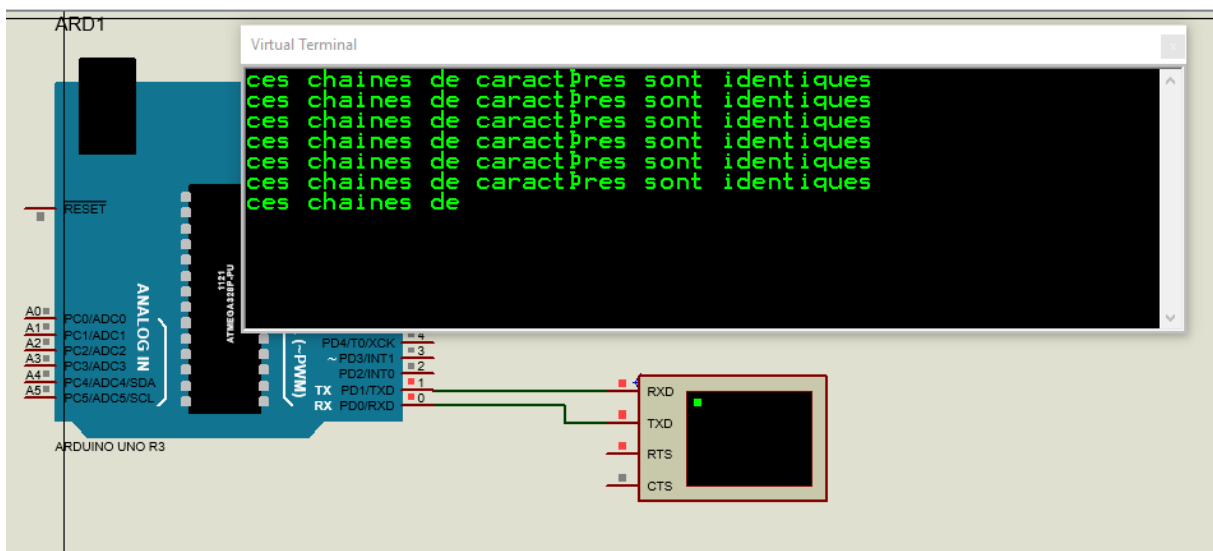 ARD1
Virtual Terminal
x
ces chaines de caractÞres sont identiques
ces chaines de caractÞres sont identiques
ces chaines de caractÞres sont identiques
ces chaines de caractÞres sont identiques
ces chaines de caractÞres sont identiques
ces chaines de caractÞres sont identiques
ces chaines de
RESET
1121
ATMEGA328P-PU
ANALOG IN
A0 PC0/ADC0
A1 PC1/ADC1
A2 PC2/ADC2
A3 PC3/ADC3
A4 PC4/ADC4/SDA
A5 PC5/ADC5/SCL
(~PWM)
PD4/T0/XCK 4
~ PD3/INT1 3
PD2/INT0 2
TX PD1/TXD 1
RX PD0/RXD 0
ARDUINO UNO R3
RXD
TXD
RTS
CTS